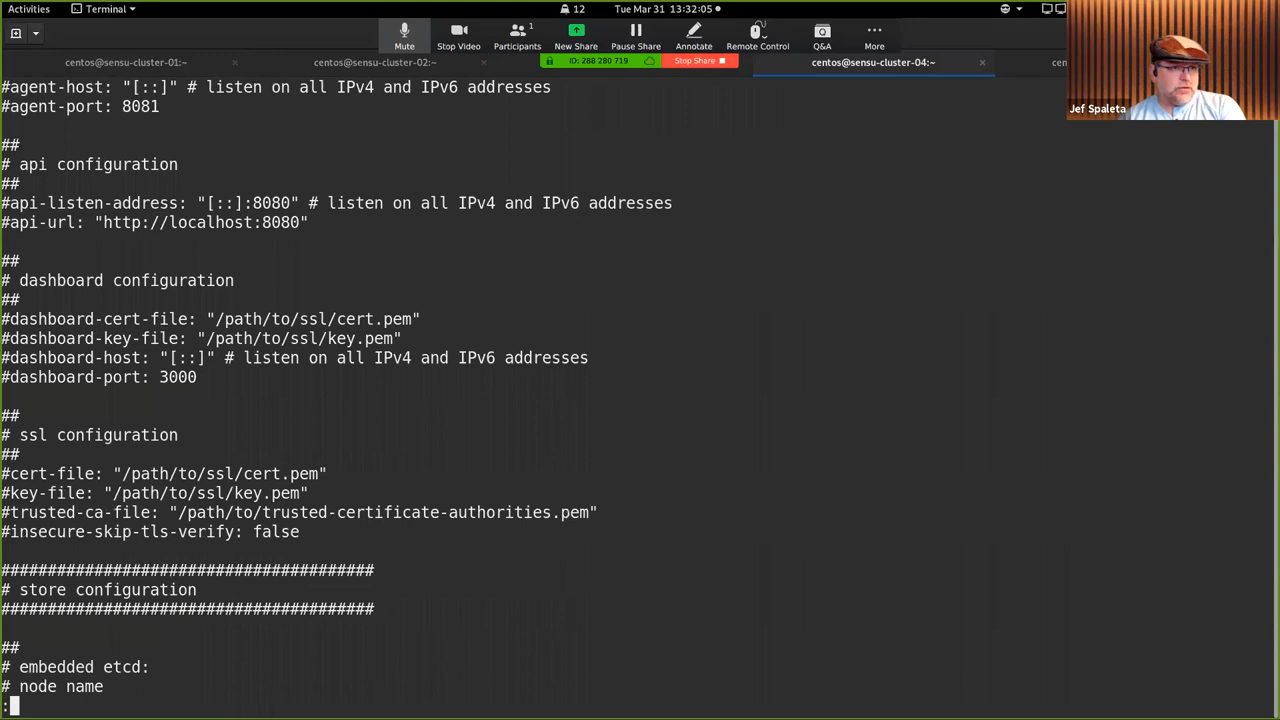 Activities
Terminal
12
Tue Mar 31 13:32:05
Mute
Stop Video
1
Participants
New Share
Pause Share
Annotate
Remote Control
Q&A
More
ID: 288 280 719
Stop Share
centos@sensu-cluster-01:~
centos@sensu-cluster-02:~
centos@sensu-cluster-04:~
Jef Spaleta
#agent-host: "[::]" # listen on all IPv4 and IPv6 addresses
#agent-port: 8081
##
# api configuration
##
#api-listen-address: "[::]:8080" # listen on all IPv4 and IPv6 addresses
#api-url: "http://localhost:8080"
##
# dashboard configuration
##
#dashboard-cert-file: "/path/to/ssl/cert.pem"
#dashboard-key-file: "/path/to/ssl/key.pem"
#dashboard-host: "[::]" # listen on all IPv4 and IPv6 addresses
#dashboard-port: 3000
##
# ssl configuration
##
#cert-file: "/path/to/ssl/cert.pem"
#key-file: "/path/to/ssl/key.pem"
#trusted-ca-file: "/path/to/trusted-certificate-authorities.pem"
#insecure-skip-tls-verify: false
########################################
# store configuration
########################################
##
# embedded etcd:
# node name
: